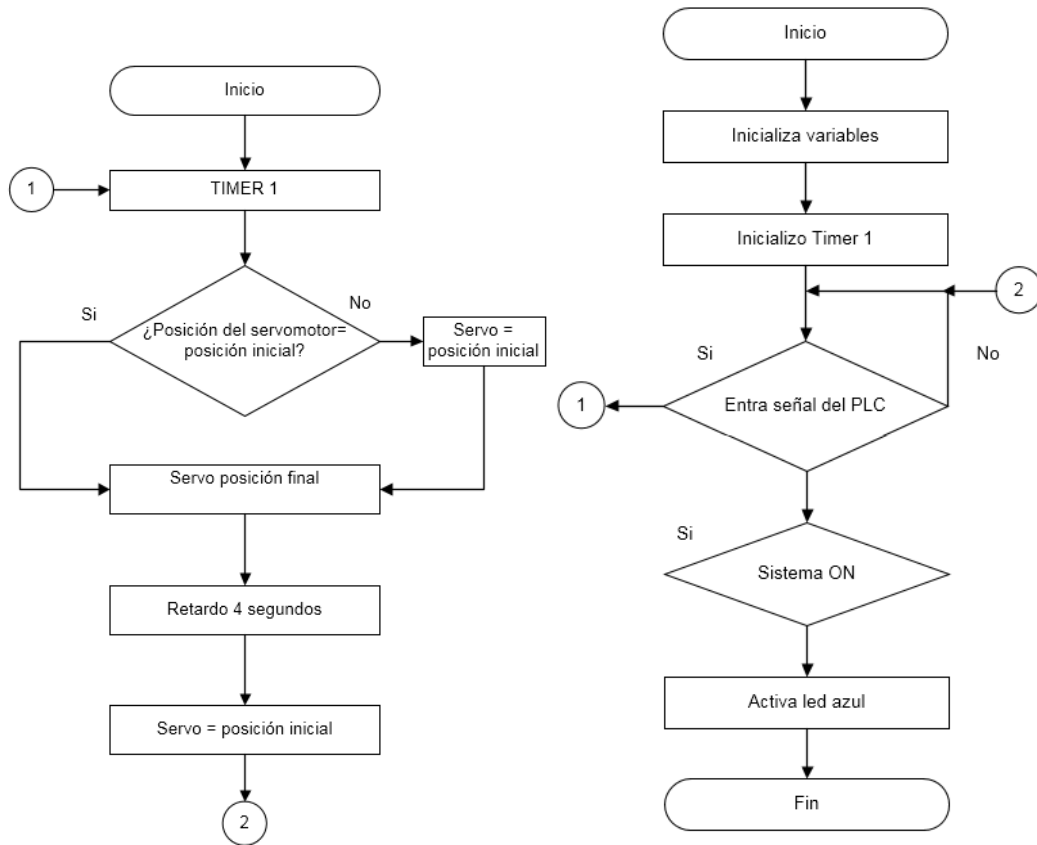 Inicio
1
TIMER 1
Si
No
¿Posición del servomotor=
posición inicial?
Servo =
posición inicial
Servo posición final
Retardo 4 segundos
Servo = posición inicial
2
Inicio
Inicializa variables
Inicializo Timer 1
2
Si
No
1
Entra señal del PLC
Si
Sistema ON
Activa led azul
Fin